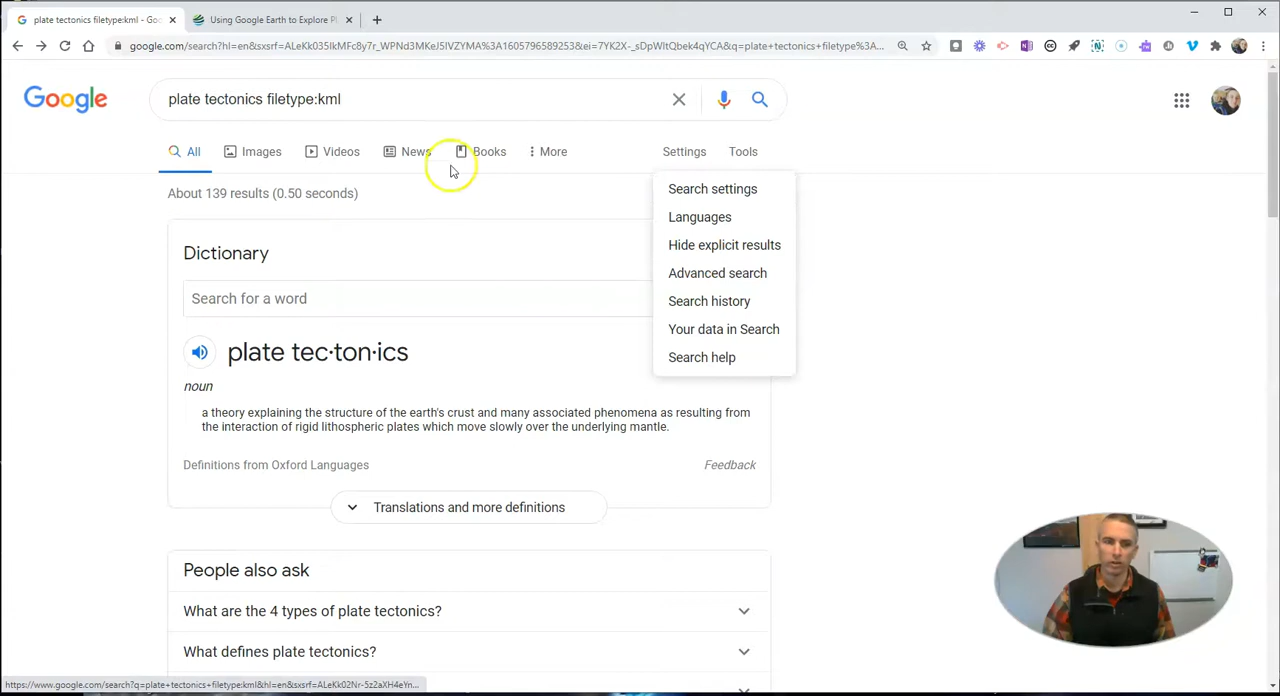 plate tectonics filetype:kml - Goo
Using Google Earth to Explore Pl
google.com/search?hl=en&sxsrf=ALeKk035IkMFc8y7r_WPNd3MKeJ5IVZYMA%3A1605796589253&ei=7YK2X-_sDpWltQbek4qYCA&q=plate+tectonics+filetype%3A...
Google
plate tectonics filetype:kml
All
Images
Videos
News
Books
More
Settings
Tools
Search settings
Languages
Hide explicit results
Advanced search
Search history
Your data in Search
Search help
About 139 results (0.50 seconds)
Dictionary
Search for a word
plate tec·ton·ics
noun
a theory explaining the structure of the earth's crust and many associated phenomena as resulting from
the interaction of rigid lithospheric plates which move slowly over the underlying mantle.
Definitions from Oxford Languages
Feedback
Translations and more definitions
People also ask
What are the 4 types of plate tectonics?
What defines plate tectonics?
https://www.google.com/search?q=plate+tectonics+filetype:kml&hl=en&sxsrf=ALeKk02Nr-5z2aXH4eYn...